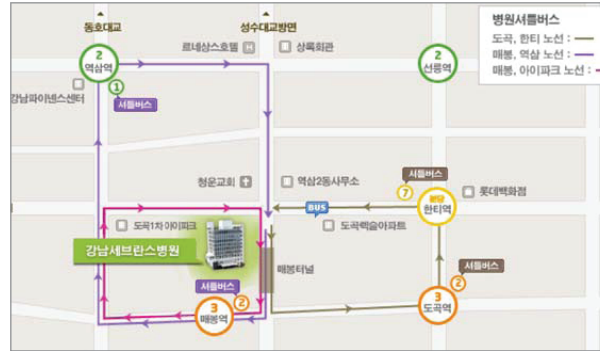 동호대교
성수대교방면
병원셔틀버스
도곡, 한티 노선 :
매봉, 역삼 노선 :
매봉, 아이파크 노선 :
르네상스호텔
H
상록회관
2
역삼역
2
선릉역
강남파이낸스센터
1
셔틀버스
청운교회
역삼2동사무소
셔틀버스
7
분당
한티역
롯데백화점
BUS
도곡1차 아이파크
도곡렉슬아파트
강남세브란스병원
매봉터널
셔틀버스
셔틀버스
2
3
매봉역
2
3
도곡역